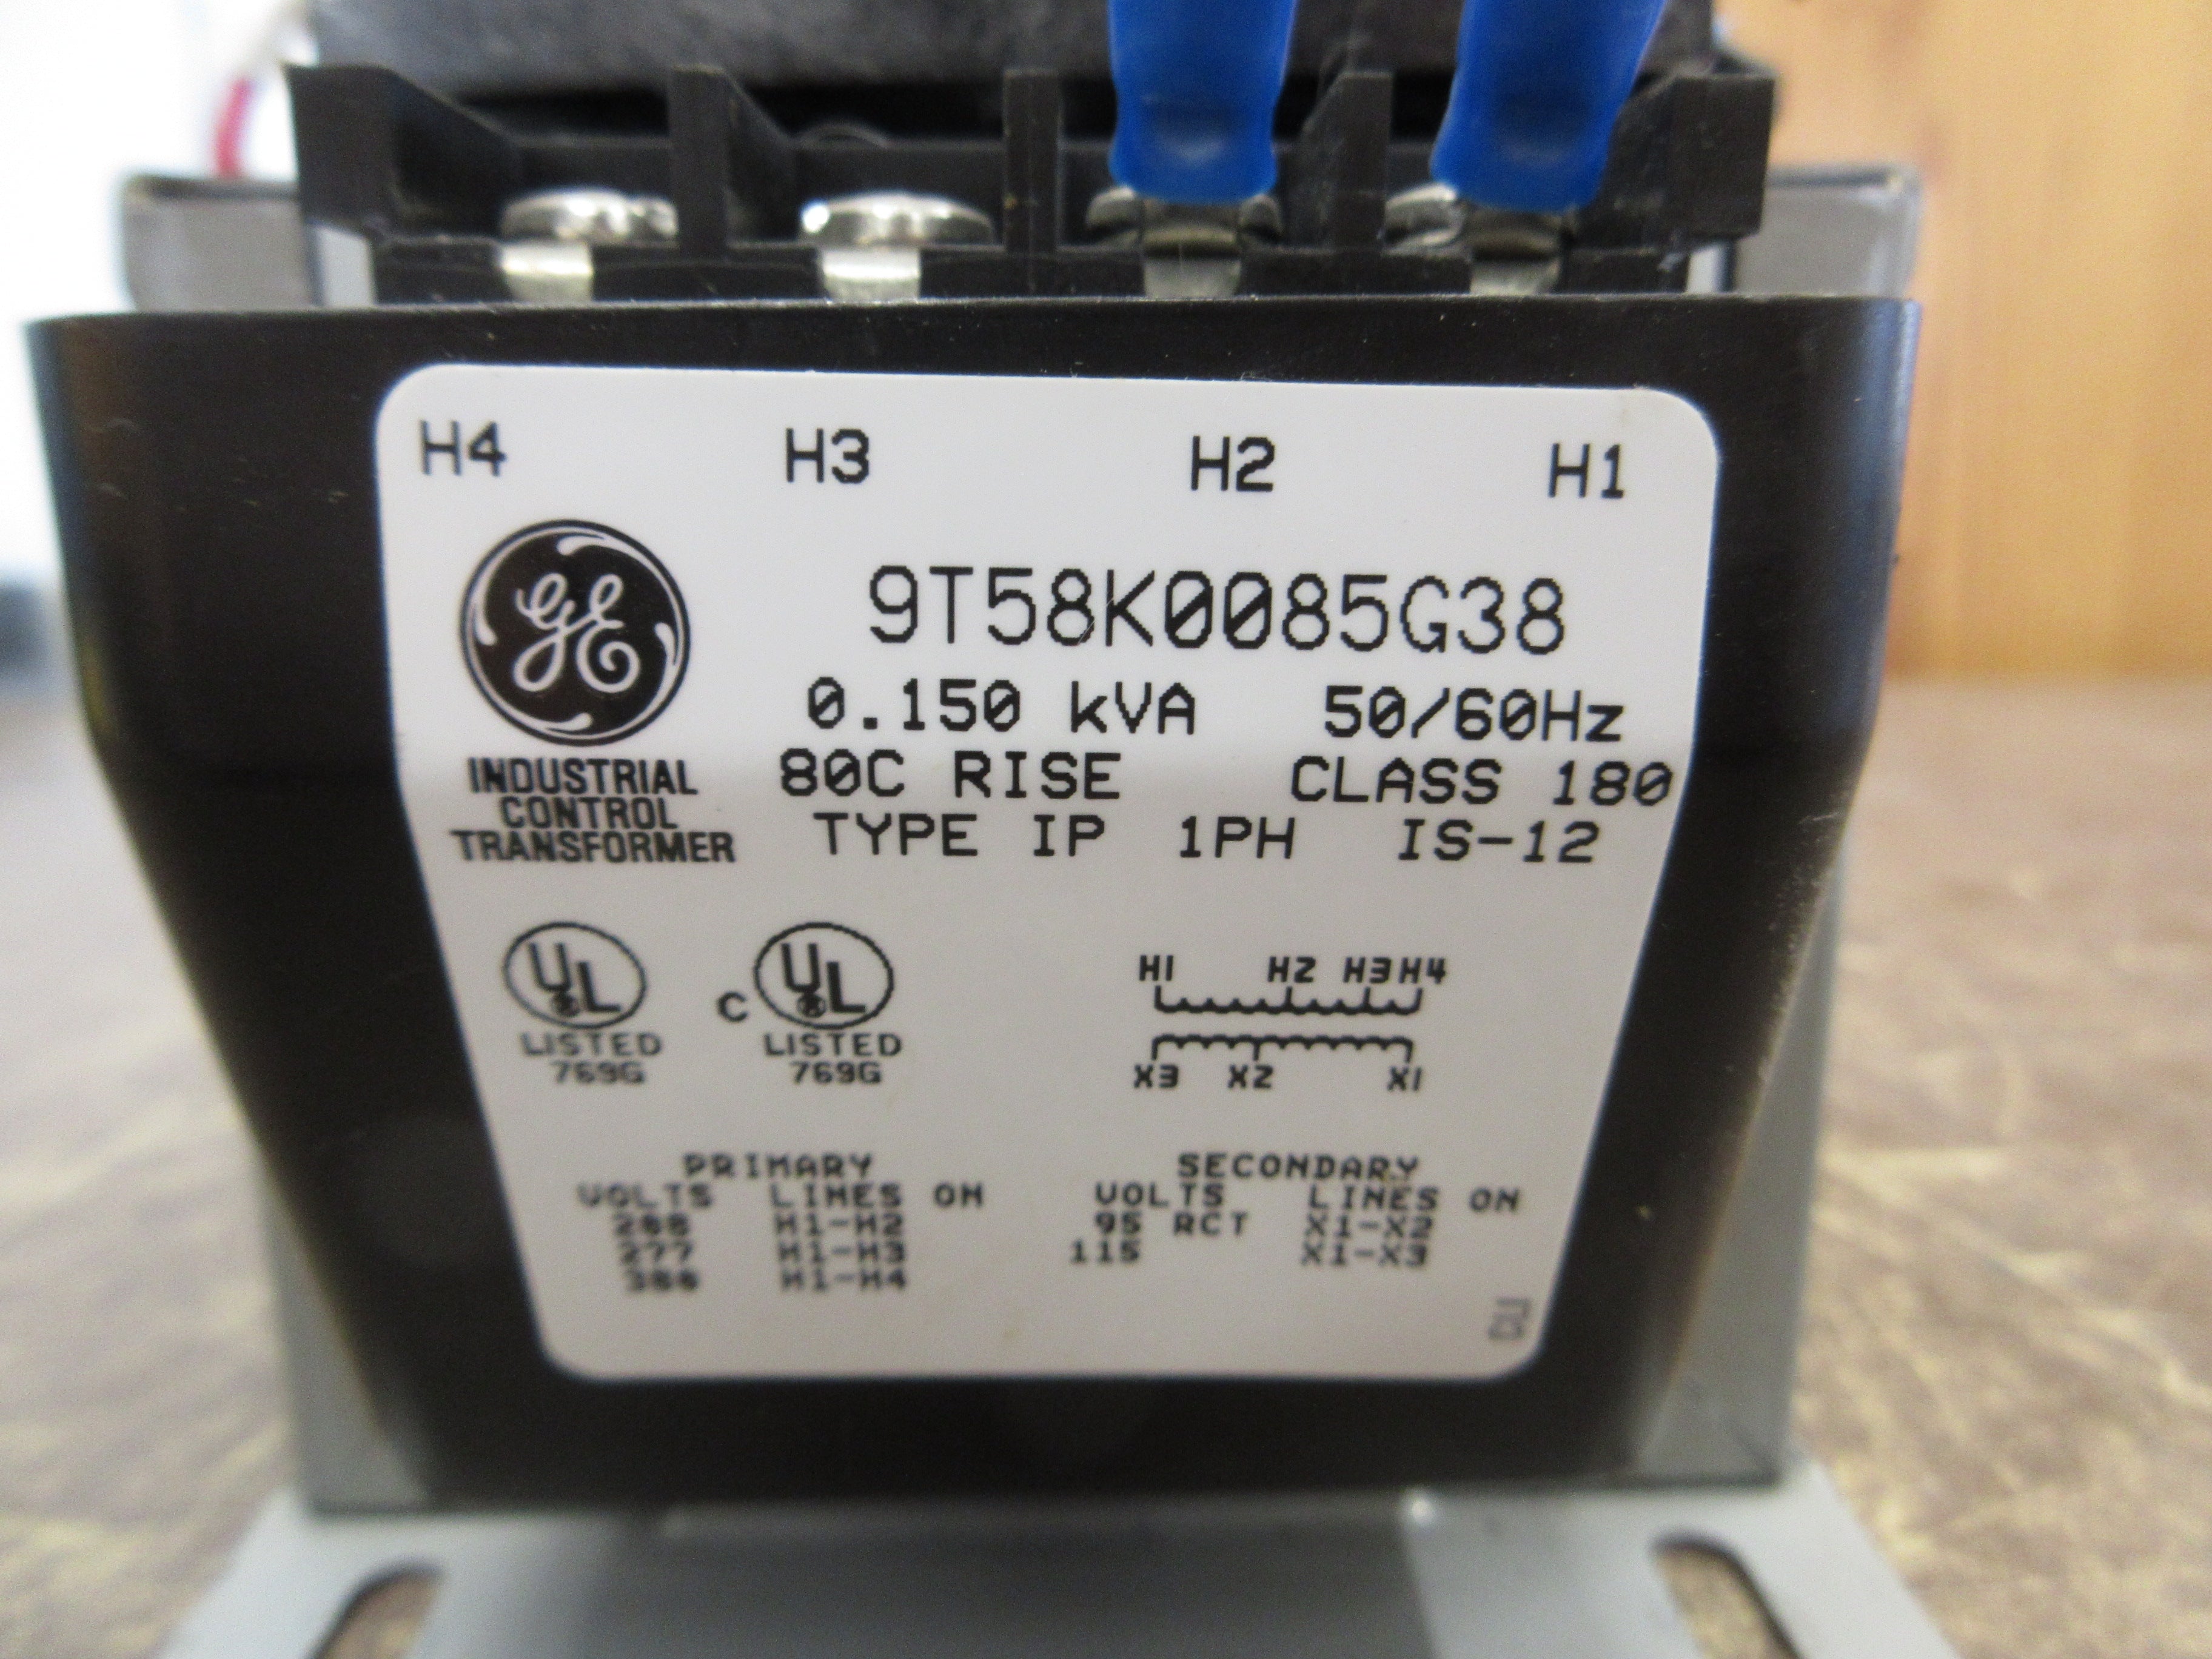 H4 H3 H2 H1
GE
9T58K0085G38
0.150 kVA 50/60Hz
80C RISE CLASS 180
TYPE IP 1PH IS-12
INDUSTRIAL
CONTROL
TRANSFORMER
UL
LISTED
769G
C UL
LISTED
769G
H1 H2 H3 H4
X3 X2 X1
PRIMARY
VOLTS LINES ON
208 H1-H2
277 H1-H3
380 H1-H4
SECONDARY
VOLTS LINES ON
95 RCT X1-X2
115 X1-X3